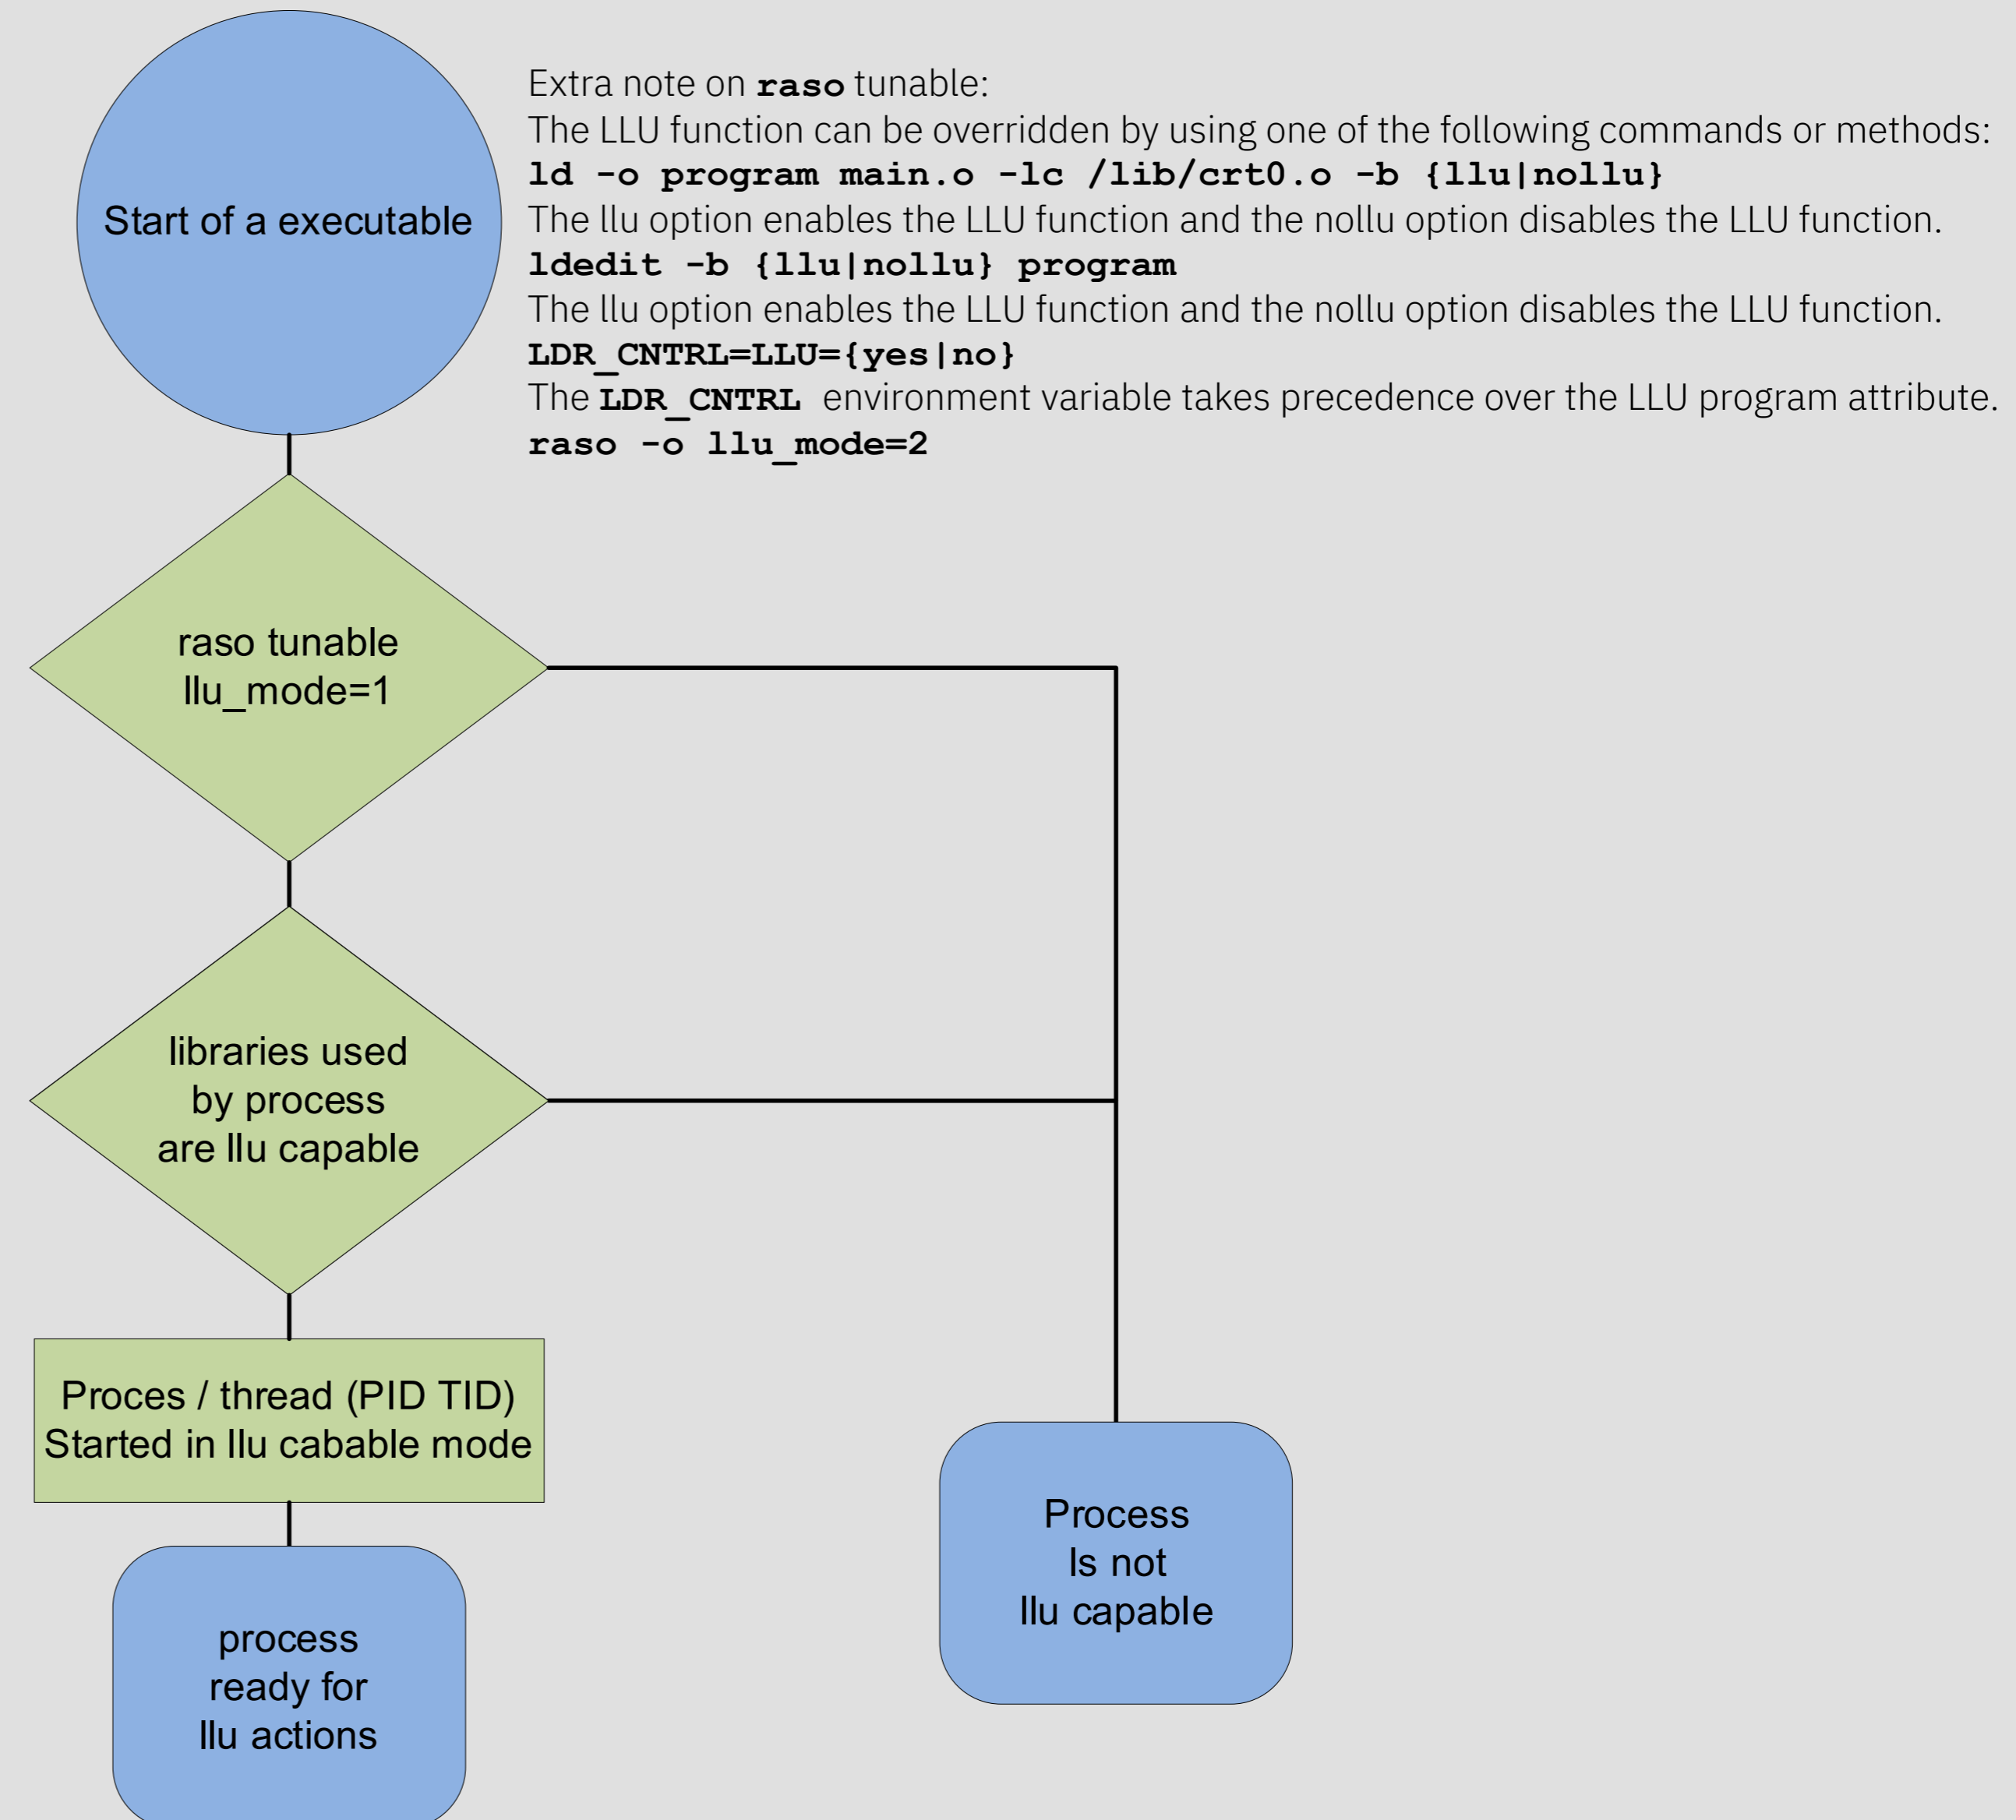 Start of a executable
Extra note on raso tunable:
The LLU function can be overridden by using one of the following commands or methods:
ld -o program main.o -lc /lib/crt0.o -b {llu|nollu}
The llu option enables the LLU function and the nollu option disables the LLU function.
ldedit -b {llu|nollu} program
The llu option enables the LLU function and the nollu option disables the LLU function.
LDR_CNTRL=LLU={yes|no}
The LDR_CNTRL environment variable takes precedence over the LLU program attribute.
raso -o llu_mode=2
raso tunable
llu_mode=1
libraries used
by process
are llu capable
Proces / thread (PID TID)
Started in llu cabable mode
process
ready for
llu actions
Process
Is not
llu capable